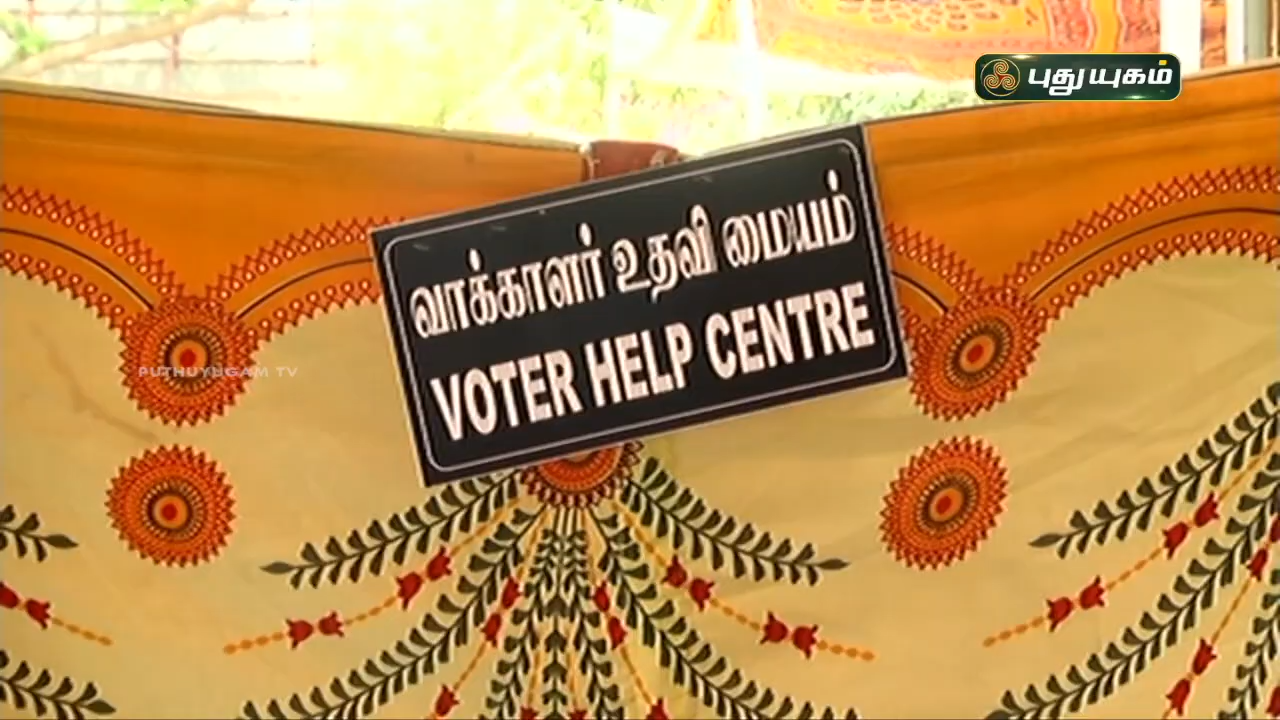 புதுயுகம்
வாக்காளர் உதவி மையம்
VOTER HELP CENTRE
PUTHUYUGAM TV